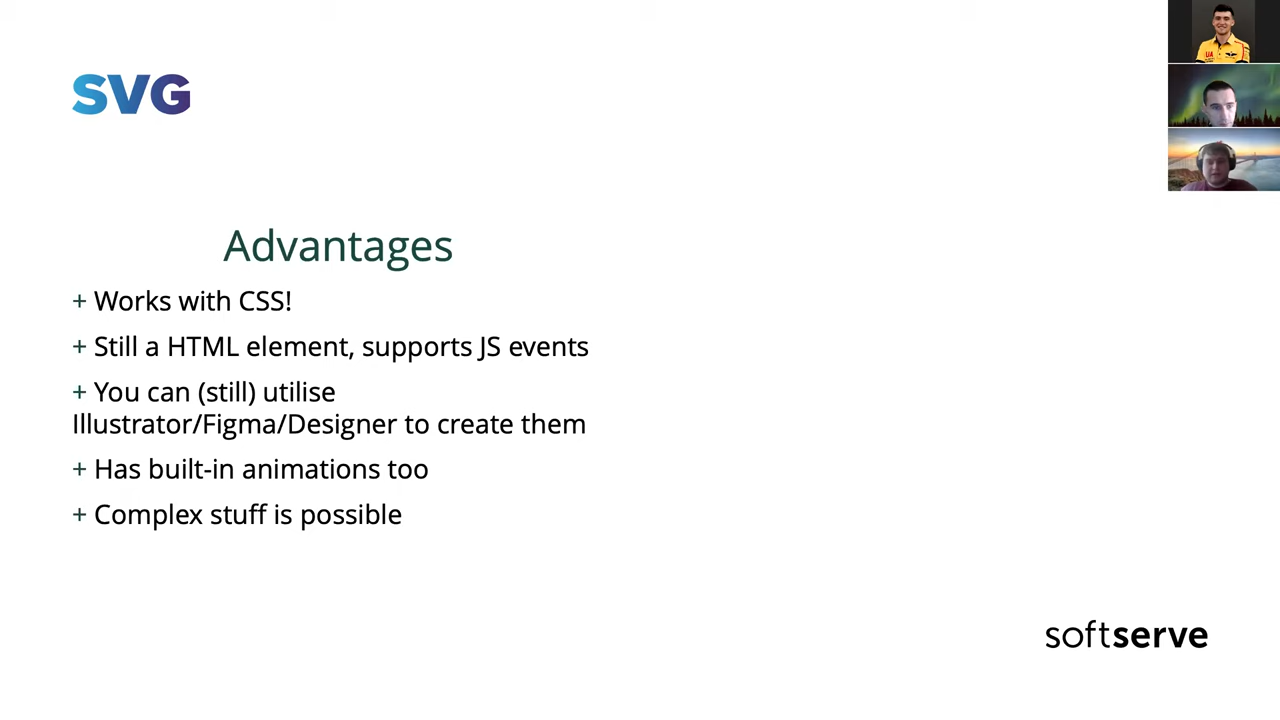 SVG
Advantages
+ Works with CSS!
+ Still a HTML element, supports JS events
+ You can (still) utilise
Illustrator/Figma/Designer to create them
+ Has built-in animations too
+ Complex stuff is possible
softserve
UA